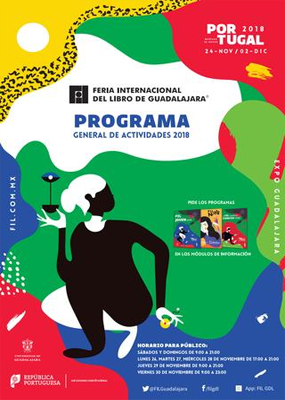 POR 2018
TUGAL
24-NOV / 02-DIC
FERIA INTERNACIONAL
DEL LIBRO DE GUADALAJARA®
PROGRAMA
GENERAL DE ACTIVIDADES 2018
FIL.COM.MX
EXPO GUADALAJARA
PIDE LOS PROGRAMAS
EN LOS MÓDULOS DE INFORMACIÓN
HORARIO PARA PÚBLICO:
SÁBADOS Y DOMINGOS DE 9:00 A 21:00
LUNES 26, MARTES 27, MIÉRCOLES 28 DE NOVIEMBRE DE 17:00 A 21:00
JUEVES 29 DE NOVIEMBRE DE 9:00 A 21:00
VIERNES 30 DE NOVIEMBRE DE 9:00 A 23:00
UNIVERSIDAD DE
GUADALAJARA
REPÚBLICA
PORTUGUESA
@FILGuadalajara
/filgdl
App: FIL GDL